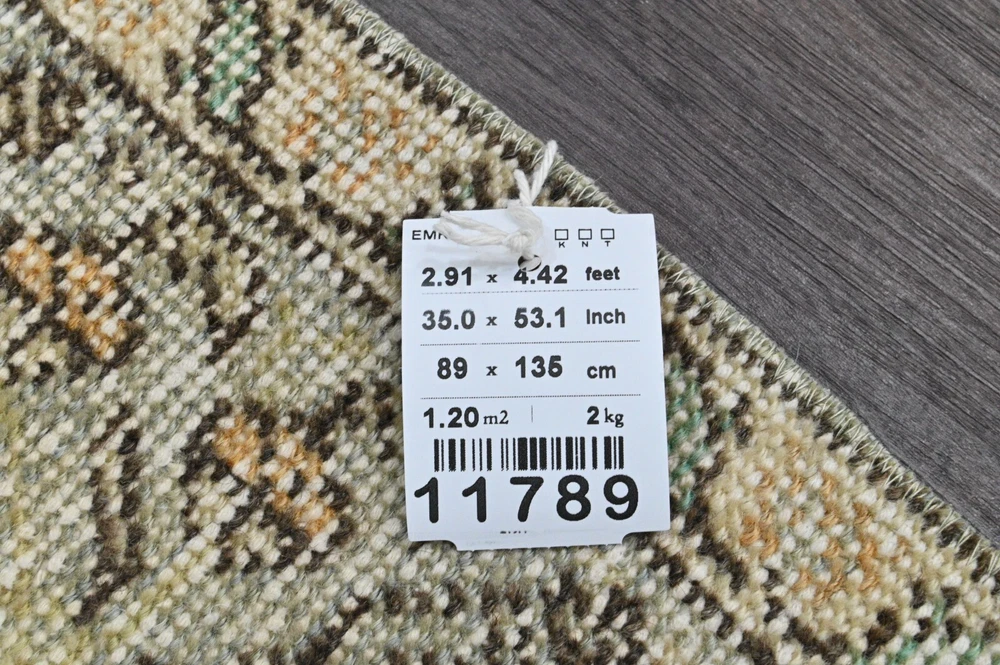 K N T
2.91 x 4.42 feet
35.0 x 53.1 Inch
89 x 135 cm
1.20 m2 | 2 kg
11789